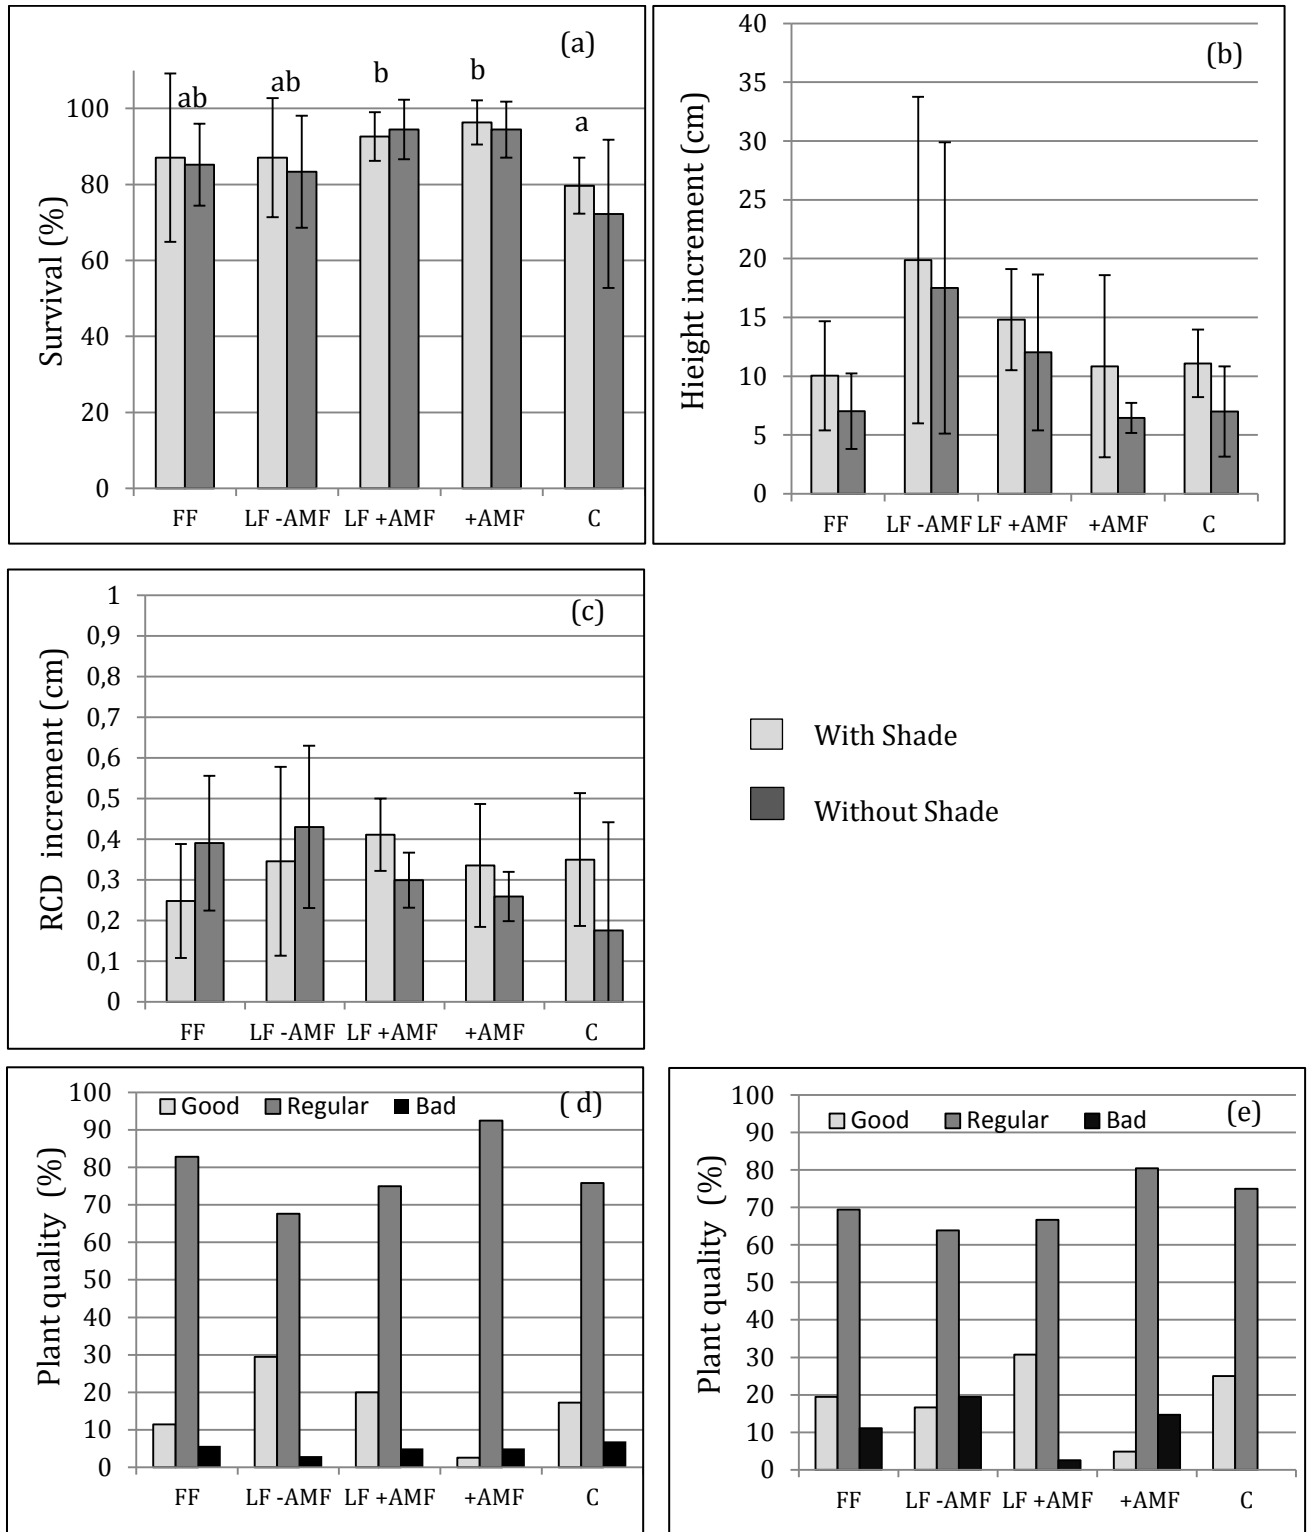 (a)
ab ab b b a
Survival (%)
100
80
60
40
20
0
FF LF -AMF LF +AMF +AMF C
(b)
Hieight increment (cm)
40
35
30
25
20
15
10
5
0
FF LF -AMF LF +AMF +AMF C
(c)
RCD increment (cm)
1
0,9
0,8
0,7
0,6
0,5
0,4
0,3
0,2
0,1
0
FF LF -AMF LF +AMF +AMF C
With Shade
Without Shade
( d)
Good Regular Bad
Plant quality (%)
100
90
80
70
60
50
40
30
20
10
0
FF LF -AMF LF +AMF +AMF C
(e)
Good Regular Bad
Plant quality (%)
100
90
80
70
60
50
40
30
20
10
0
FF LF -AMF LF +AMF +AMF C